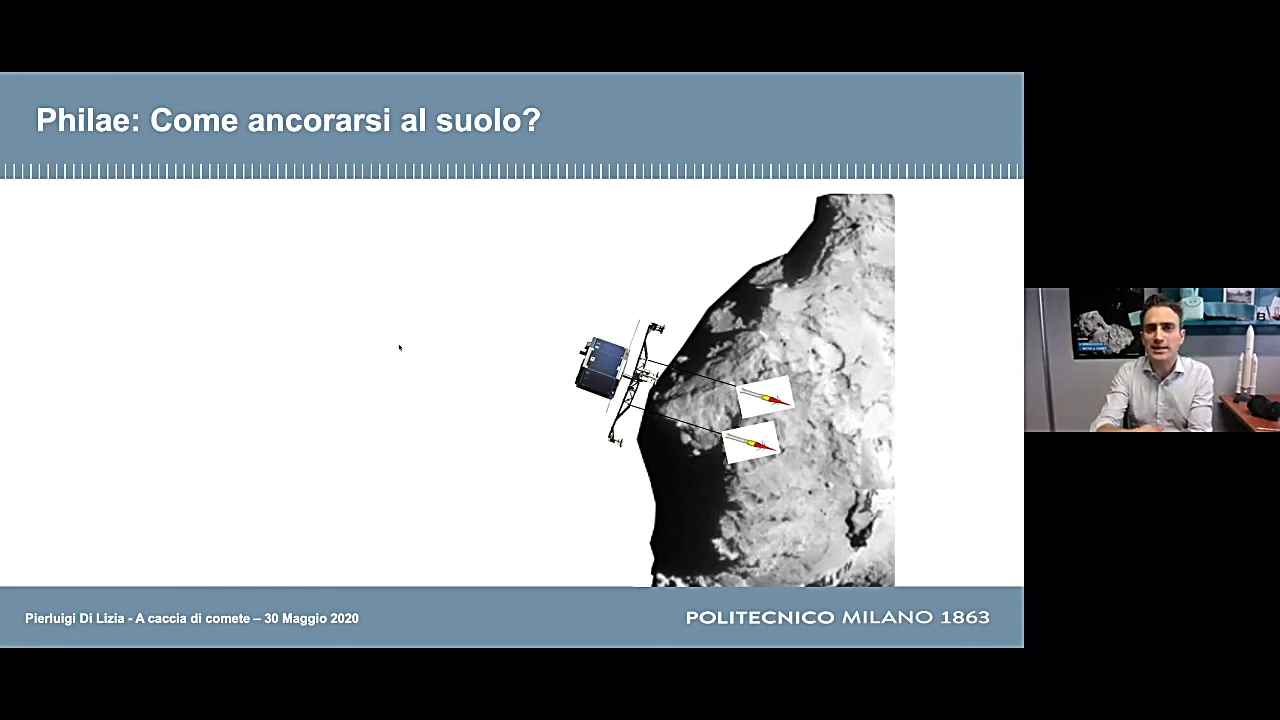 Philae: Come ancorarsi al suolo?
Pierluigi Di Lizia - A caccia di comete – 30 Maggio 2020
POLITECNICO MILANO 1863